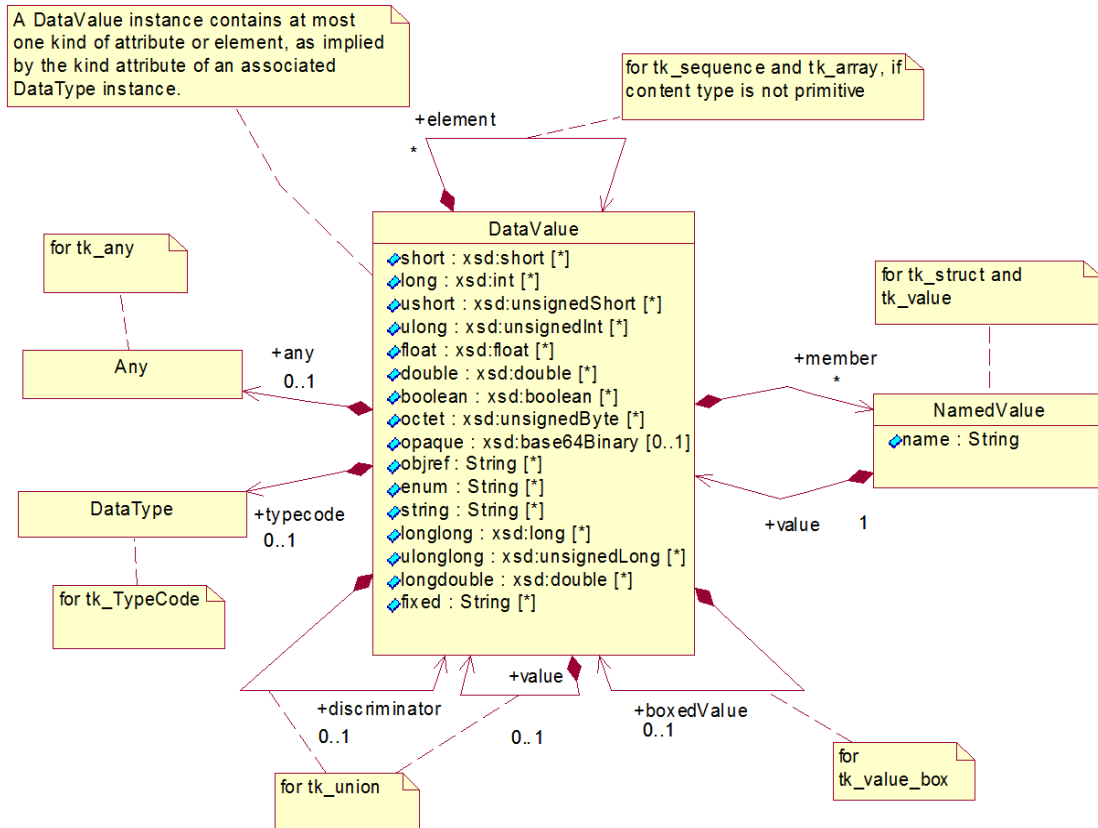 A DataValue instance contains at most
one kind of attribute or element, as implied
by the kind attribute of an associated
DataType instance.
for tk_sequence and tk_array, if
content type is not primitive
+element
*
for tk_any
Any
+any
0..1
DataType
+typecode
0..1
for tk_TypeCode
DataValue
short : xsd:short [*]
long : xsd:int [*]
ushort : xsd:unsignedShort [*]
ulong : xsd:unsignedInt [*]
float : xsd:float [*]
double : xsd:double [*]
boolean : xsd:boolean [*]
octet : xsd:unsignedByte [*]
opaque : xsd:base64Binary [0..1]
objref : String [*]
enum : String [*]
string : String [*]
longlong : xsd:long [*]
ulonglong : xsd:unsignedLong [*]
longdouble : xsd:double [*]
fixed : String [*]
for tk_struct and
tk_value
+member
*
NamedValue
name : String
+value
1
+discriminator
0..1
+value
0..1
+boxedValue
0..1
for tk_union
for
tk_value_box